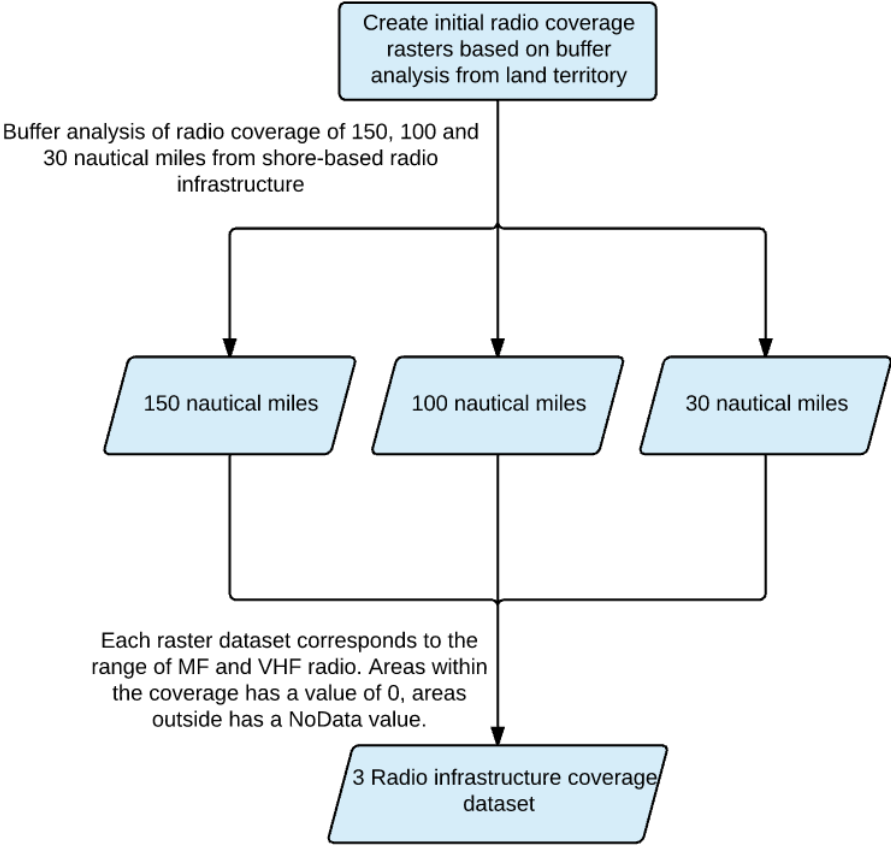 Create initial radio coverage
rasters based on buffer
analysis from land territory
Buffer analysis of radio coverage of 150, 100 and
30 nautical miles from shore-based radio
infrastructure
150 nautical miles
100 nautical miles
30 nautical miles
Each raster dataset corresponds to the
range of MF and VHF radio. Areas within
the coverage has a value of 0, areas
outside has a NoData value.
3 Radio infrastructure coverage
dataset